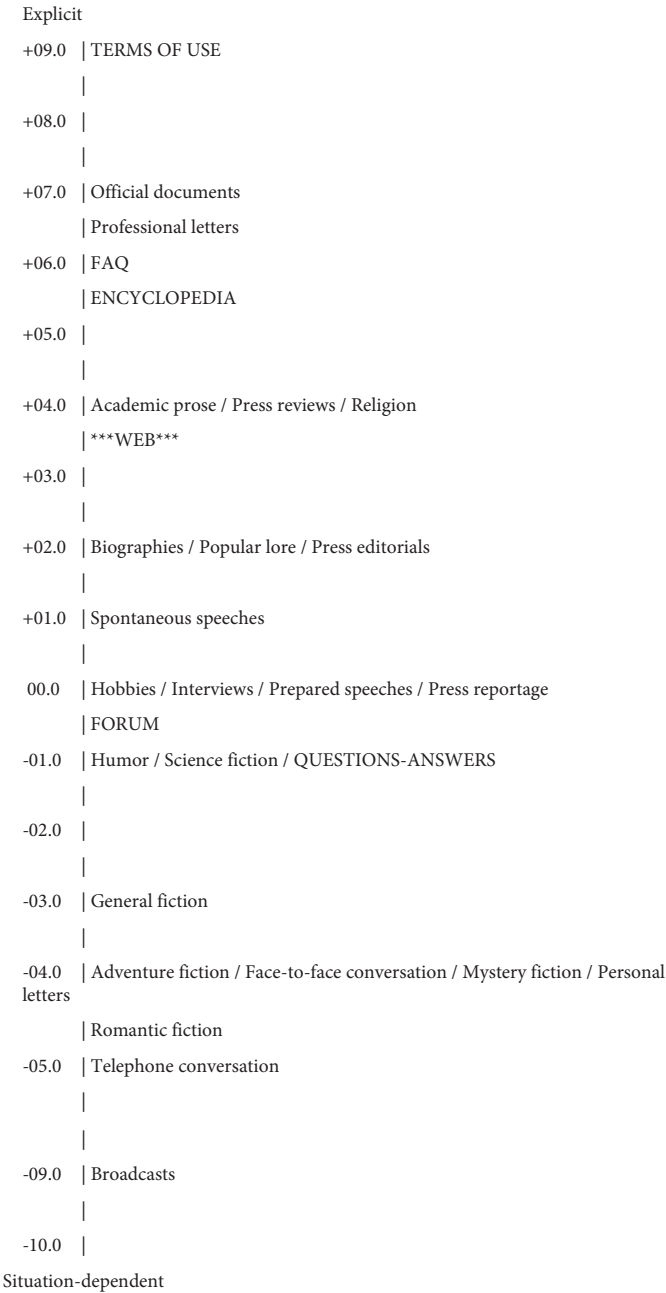 Explicit
+09.0 | TERMS OF USE
|
+08.0 |
|
+07.0 | Official documents
| Professional letters
+06.0 | FAQ
| ENCYCLOPEDIA
+05.0 |
|
+04.0 | Academic prose / Press reviews / Religion
| ***WEB***
+03.0 |
|
+02.0 | Biographies / Popular lore / Press editorials
|
+01.0 | Spontaneous speeches
|
00.0 | Hobbies / Interviews / Prepared speeches / Press reportage
| FORUM
-01.0 | Humor / Science fiction / QUESTIONS-ANSWERS
|
-02.0 |
|
-03.0 | General fiction
|
-04.0 | Adventure fiction / Face-to-face conversation / Mystery fiction / Personal
letters
| Romantic fiction
-05.0 | Telephone conversation
|
|
-09.0 | Broadcasts
|
-10.0 |
Situation-dependent